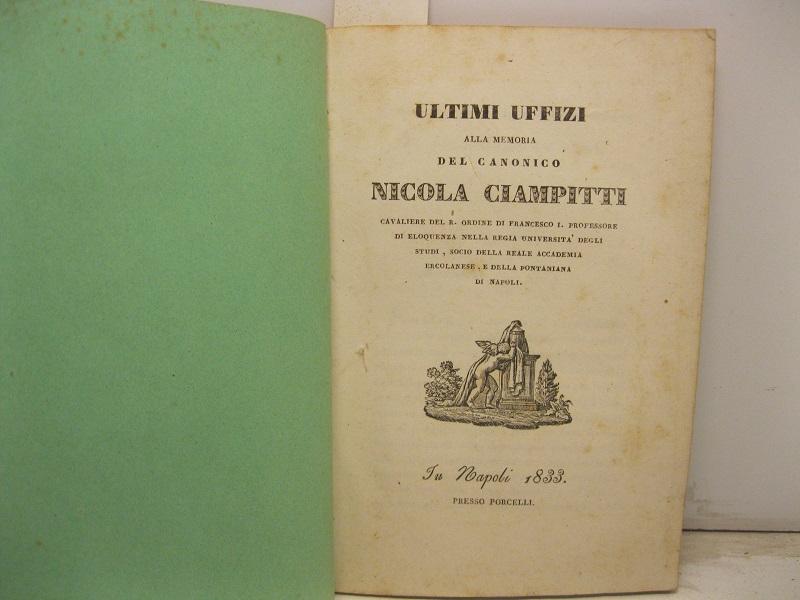 ULTIMI UFFIZI
ALLA MEMORIA
DEL CANONICO
NICOLA CIAMPITTI
CAVALIERE DEL R. ORDINE DI FRANCESCO I. PROFESSORE
DI ELOQUENZA NELLA REGIA UNIVERSITA' DEGLI
STUDI, SOCIO DELLA REALE ACCADEMIA
ERCOLANESE, E DELLA PONTANIANA
DI NAPOLI.
In Napoli 1833.
PRESSO PORCELLI.